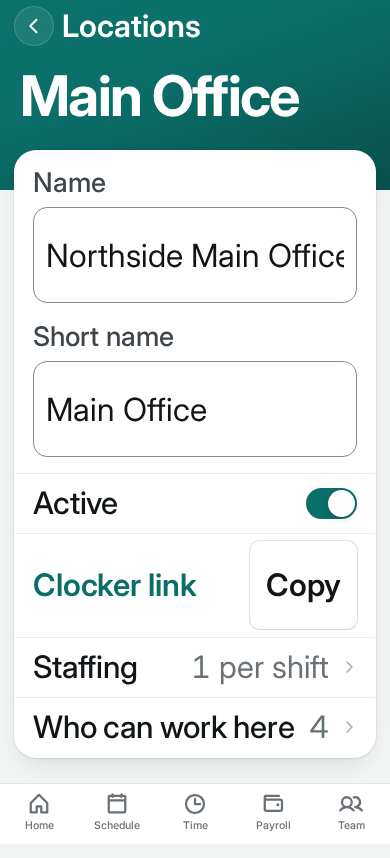 Locations
Main Office
Name
Northside Main Office
Short name
Main Office
Active
Clocker link
Copy
Staffing 1 per shift
Who can work here 4
Home Schedule Time Payroll Team